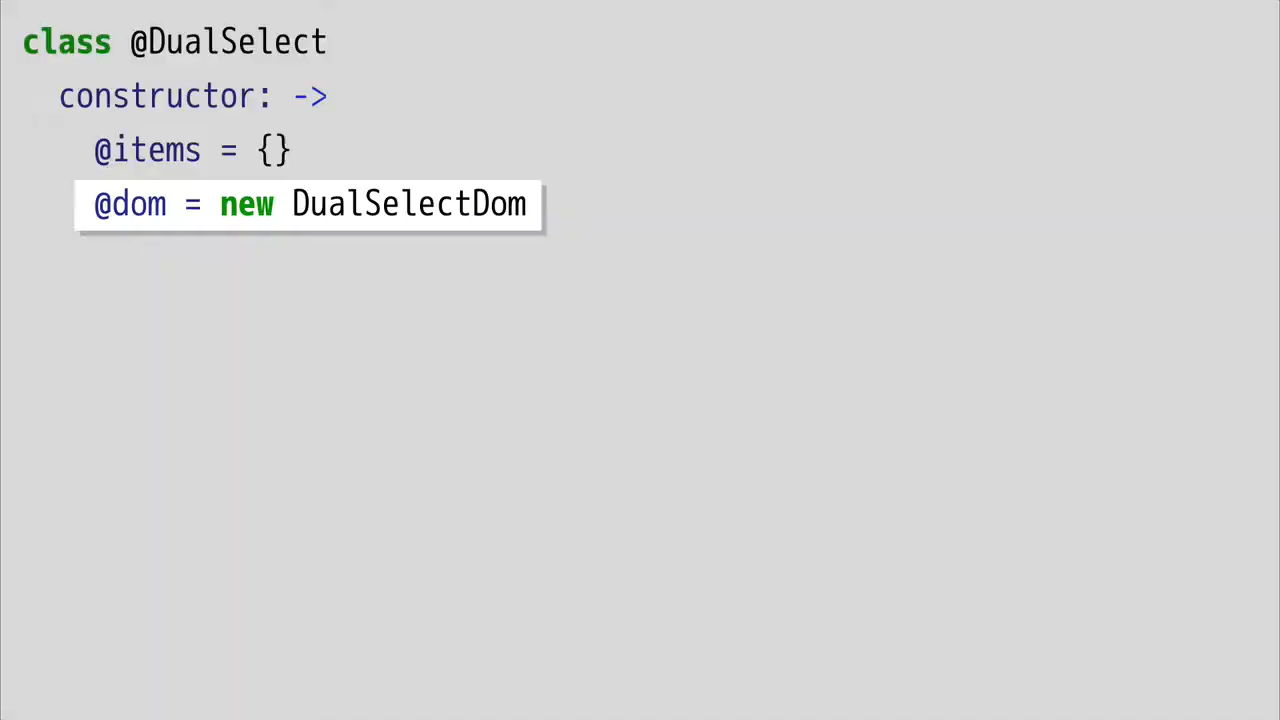 class @DualSelect
constructor: ->
@items = {}
@dom = new DualSelectDom